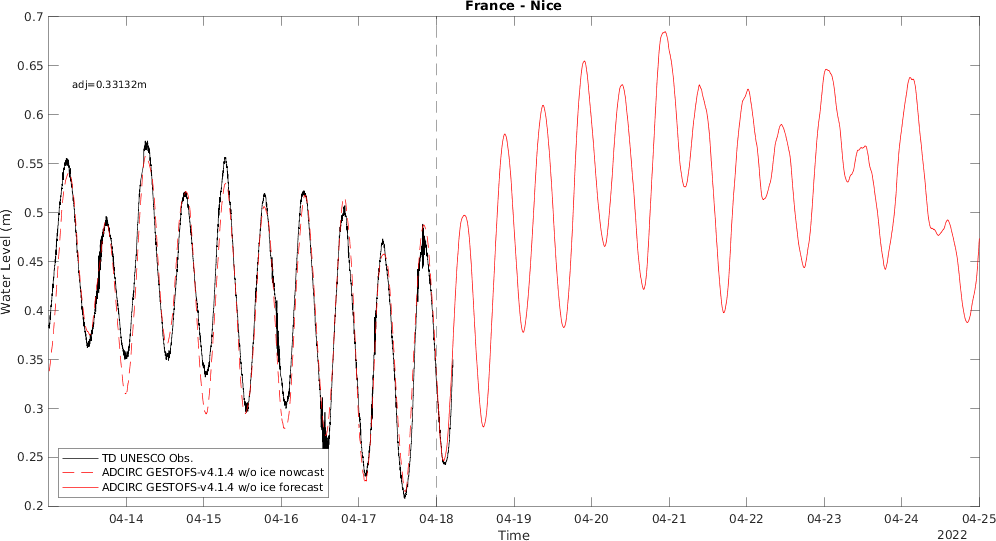 France - Nice
0.7
0.65
0.6
0.55
0.5
0.45
0.4
0.35
0.3
0.25
0.2
Water Level (m)
adj=0.33132m
TD UNESCO Obs.
ADCIRC GESTOFS-v4.1.4 w/o ice nowcast
ADCIRC GESTOFS-v4.1.4 w/o ice forecast
04-14 04-15 04-16 04-17 04-18 04-19 04-20 04-21 04-22 04-23 04-24 04-25
Time
2022